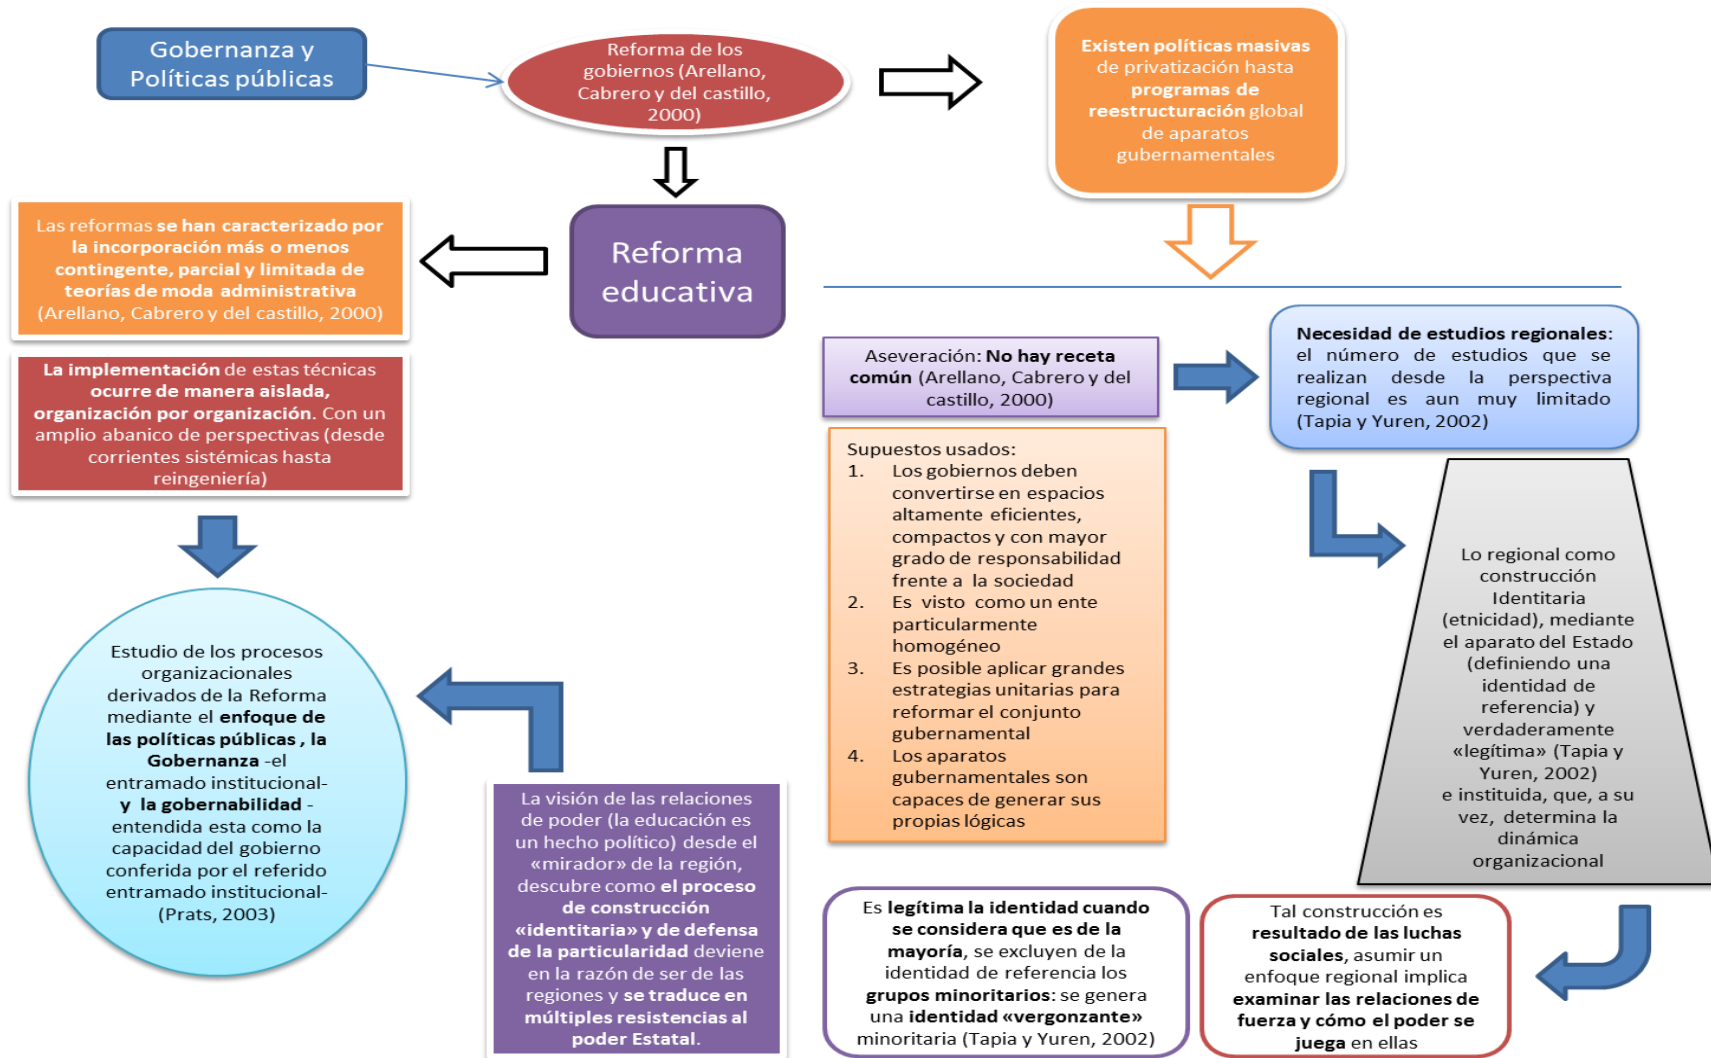 Gobernanza y
Políticas públicas
Reforma de los
gobiernos (Arellano,
Cabrero y del castillo,
2000)
Existen políticas masivas
de privatización hasta
programas de
reestructuración global
de aparatos
gubernamentales
Las reformas se han caracterizado por
la incorporación más o menos
contingente, parcial y limitada de
teorías de moda administrativa
(Arellano, Cabrero y del castillo, 2000)
Reforma
educativa
La implementación de estas técnicas
ocurre de manera aislada,
organización por organización. Con un
amplio abanico de perspectivas (desde
corrientes sistémicas hasta
reingeniería)
Aseveración: No hay receta
común (Arellano, Cabrero y del
castillo, 2000)
Necesidad de estudios regionales:
el número de estudios que se
realizan desde la perspectiva
regional es aun muy limitado
(Tapia y Yuren, 2002)
Supuestos usados:
1. Los gobiernos deben
convertirse en espacios
altamente eficientes,
compactos y con mayor
grado de responsabilidad
frente a la sociedad
2. Es visto como un ente
particularmente
homogéneo
3. Es posible aplicar grandes
estrategias unitarias para
reformar el conjunto
gubernamental
4. Los aparatos
gubernamentales son
capaces de generar sus
propias lógicas
Lo regional como
construcción
Identitaria
(etnicidad), mediante
el aparato del Estado
(definiendo una
identidad de
referencia) y
verdaderamente
«legítima» (Tapia y
Yuren, 2002)
e instituida, que, a su
vez, determina la
dinámica
organizacional
Estudio de los procesos
organizacionales
derivados de la Reforma
mediante el enfoque de
las políticas públicas , la
Gobernanza -el
entramado institucional-
y la gobernabilidad -
entendida esta como la
capacidad del gobierno
conferida por el referido
entramado institucional-
(Prats, 2003)
La visión de las relaciones
de poder (la educación es
un hecho político) desde el
«mirador» de la región,
descubre como el proceso
de construcción
«identitaria» y de defensa
de la particularidad deviene
en la razón de ser de las
regiones y se traduce en
múltiples resistencias al
poder Estatal.
Es legítima la identidad cuando
se considera que es de la
mayoría, se excluyen de la
identidad de referencia los
grupos minoritarios: se genera
una identidad «vergonzante»
minoritaria (Tapia y Yuren, 2002)
Tal construcción es
resultado de las luchas
sociales, asumir un
enfoque regional implica
examinar las relaciones de
fuerza y cómo el poder se
juega en ellas